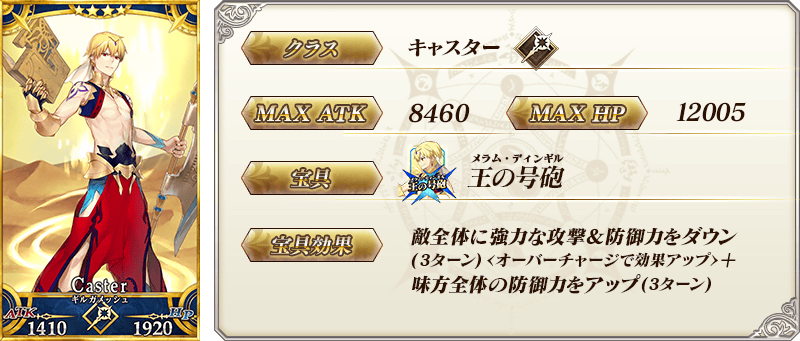 Caster
ギルガメッシュ
ATK
1410
HP
1920
クラス
キャスター
MAX ATK
8460
MAX HP
12005
宝具
王の号砲
メラム・ディンギル
王の号砲
宝具効果
敵全体に強力な攻撃&防御力をダウン
(3ターン)<オーバーチャージで効果アップ>+
味方全体の防御力をアップ(3ターン)